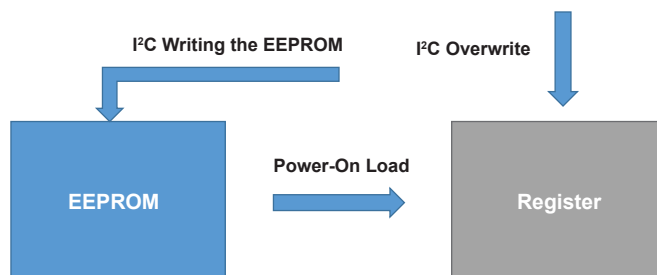 I²C Writing the EEPROM
I²C Overwrite
Power-On Load
EEPROM
Register